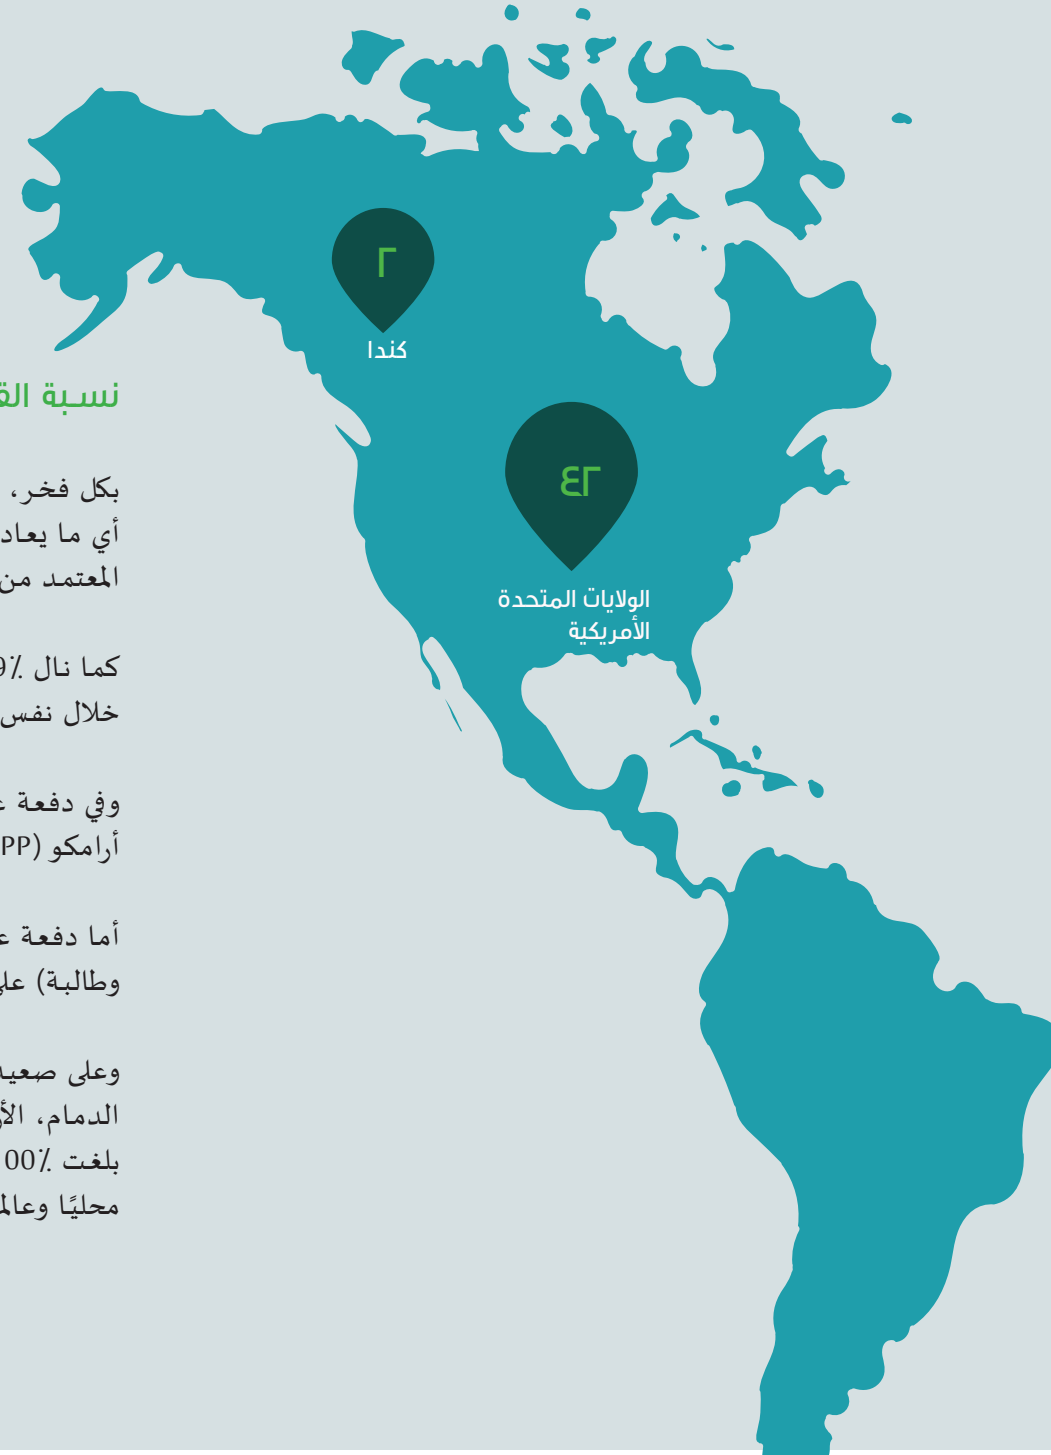 ٢
كندا
٤٢
الولايات المتحدة
الأمريكية
نسبة الق
بكل فخر،
أي ما يعاد
المعتمد من
كما نال ٪9
خلال نفس
وفي دفعة ع
أرامكو (PP
أما دفعة ع
وطالبة) على
وعلى صعيد
الدمام، الأ
بلغت ٪00
محليًا وعالم